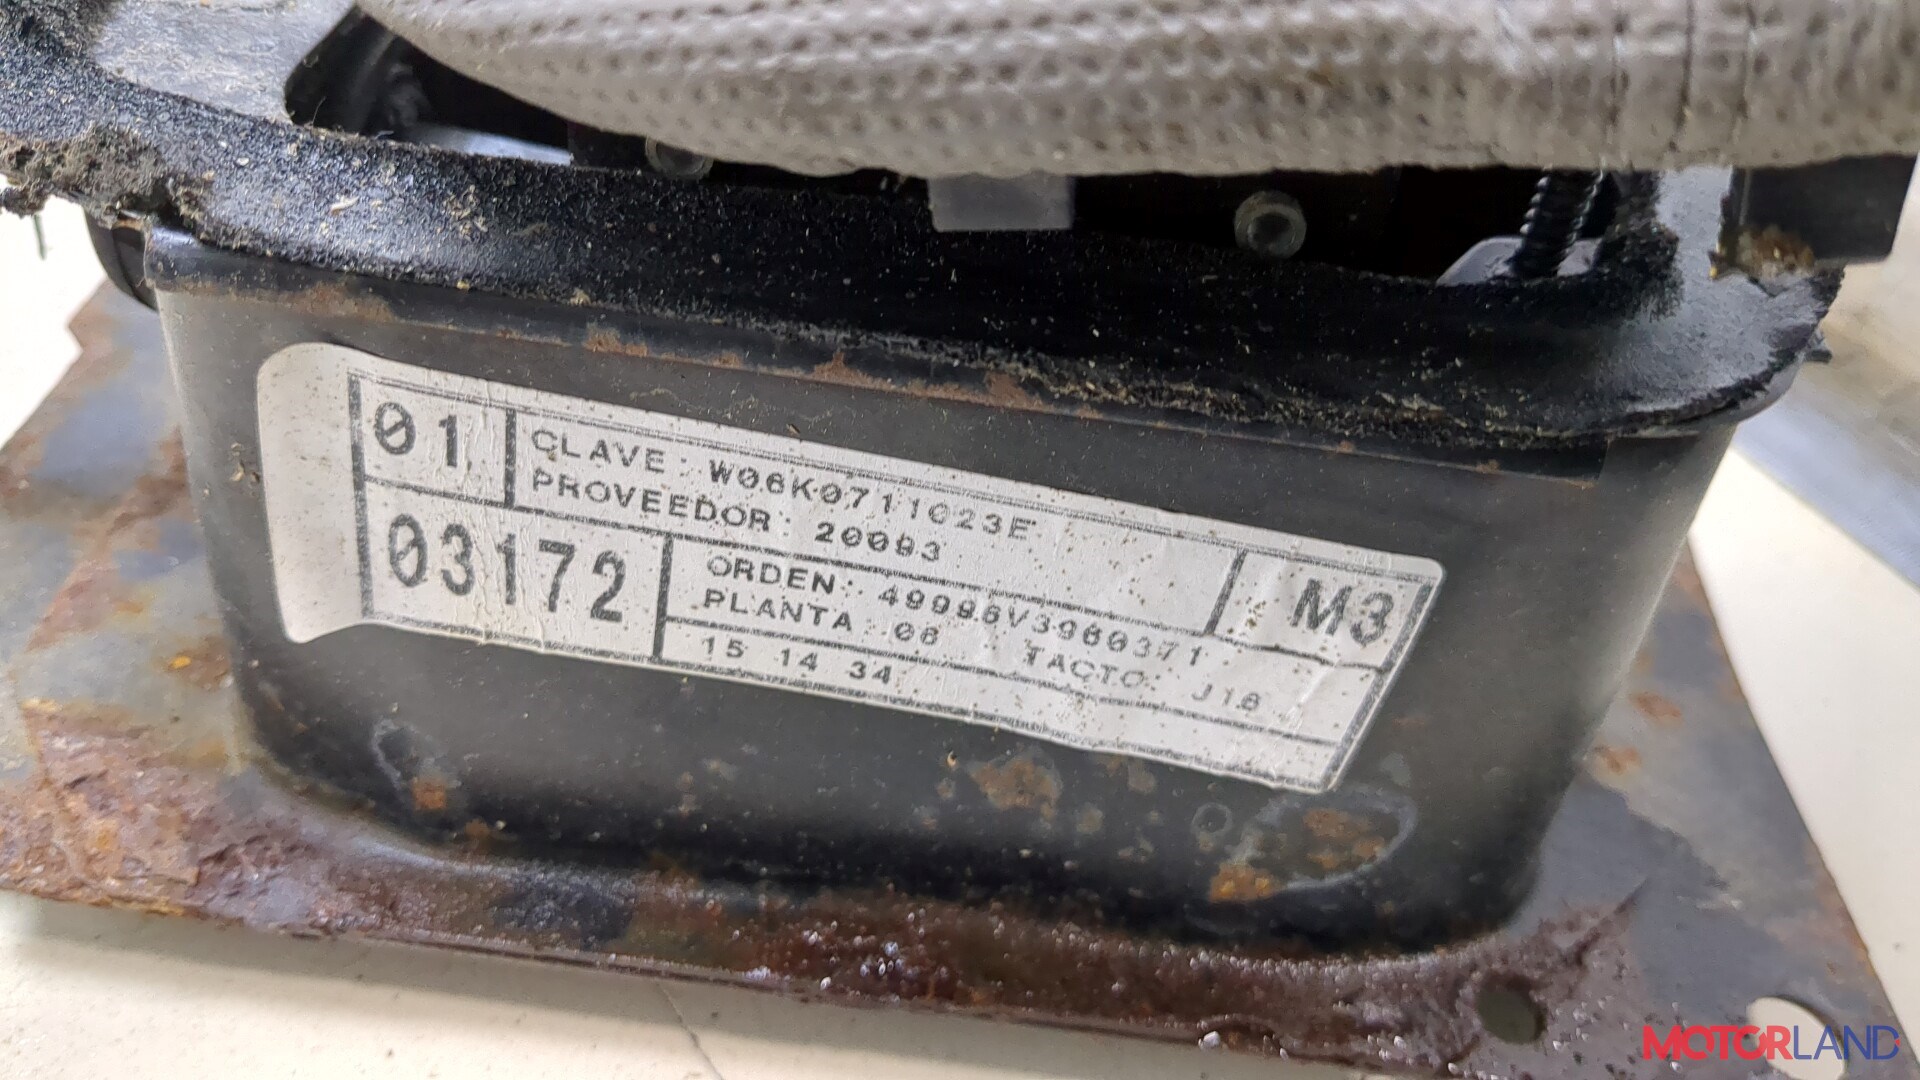 01
CLAVE: W06K0711023E
PROVEEDOR: 20093
M3
03172
ORDEN: 49996V3960371
PLANTA: 06 TACTO: J16
15 14 34
MOTORLAND